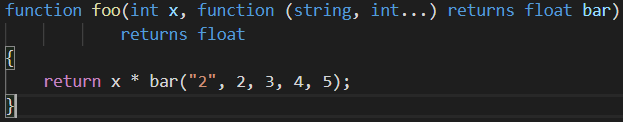 function foo(int x, function (string, int...) returns float bar)
returns float
{
return x * bar("2", 2, 3, 4, 5);
}